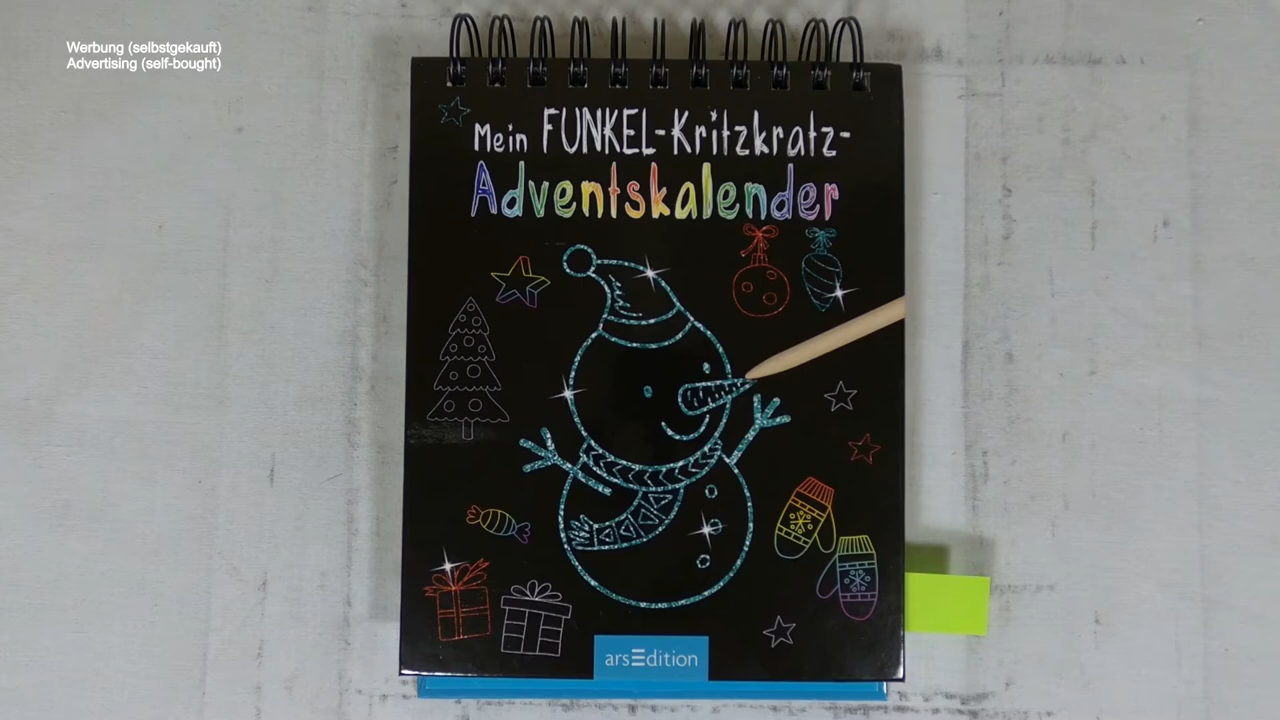 Werbung (selbstgekauft)
Advertising (self-bought)
Mein FUNKEL-Kritzkratz-
Adventskalender
arsEdition